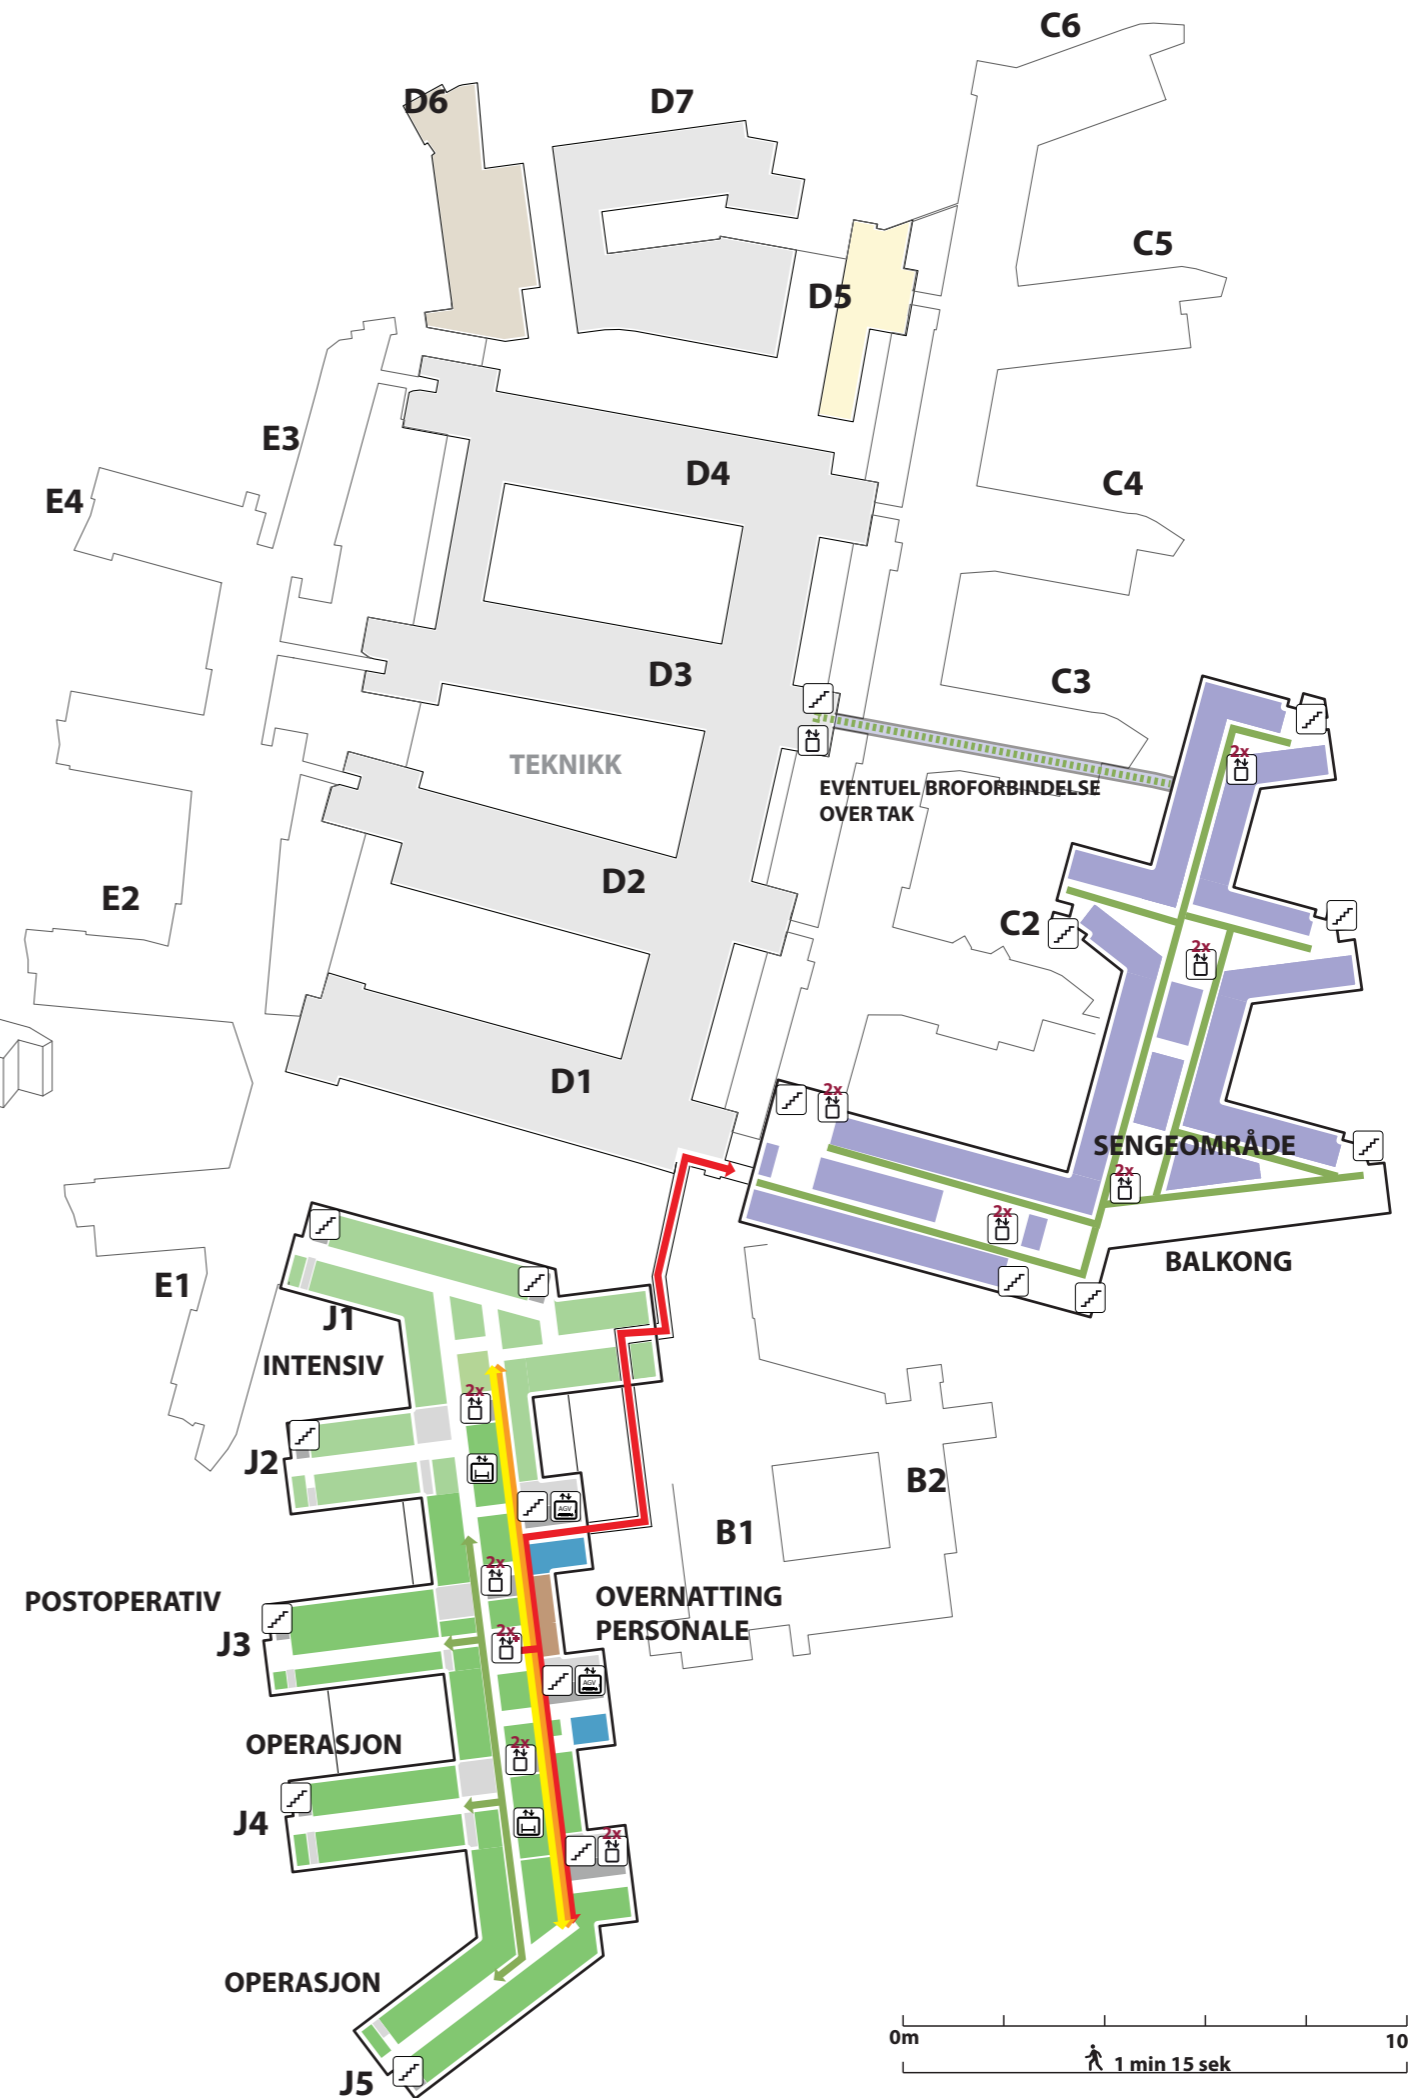 C6
D6
D7
C5
D5
E3
D4
C4
E4
D3
C3
2x
TEKNIKK
EVENTUEL BROFORBINDELSE
OVER TAK
D2
E2
C2
2x
D1
2x
SENGEOMRÅDE
2x
2x
BALKONG
E1
J1
INTENSIV
2x
J2
B2
AGV
B1
2x
POSTOPERATIV
OVERNATTING
PERSONALE
J3
2x
AGV
OPERASJON
2x
J4
2x
OPERASJON
0m
10
1 min 15 sek
J5